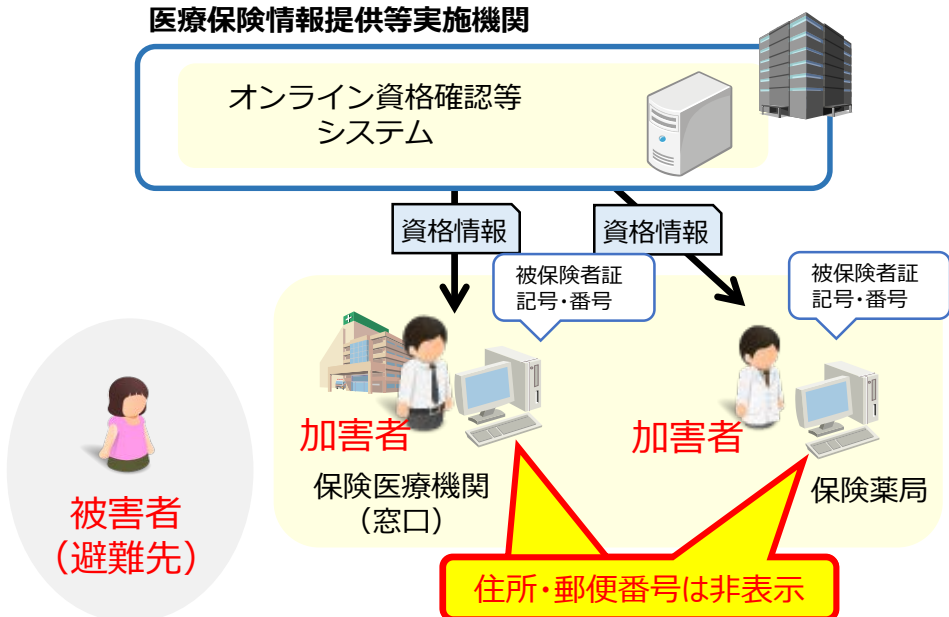 医療保険情報提供等実施機関
オンライン資格確認等
システム
資格情報
資格情報
被保険者証
記号・番号
被保険者証
記号・番号
加害者
加害者
保険医療機関
（窓口）
保険薬局
被害者
（避難先）
住所・郵便番号は非表示